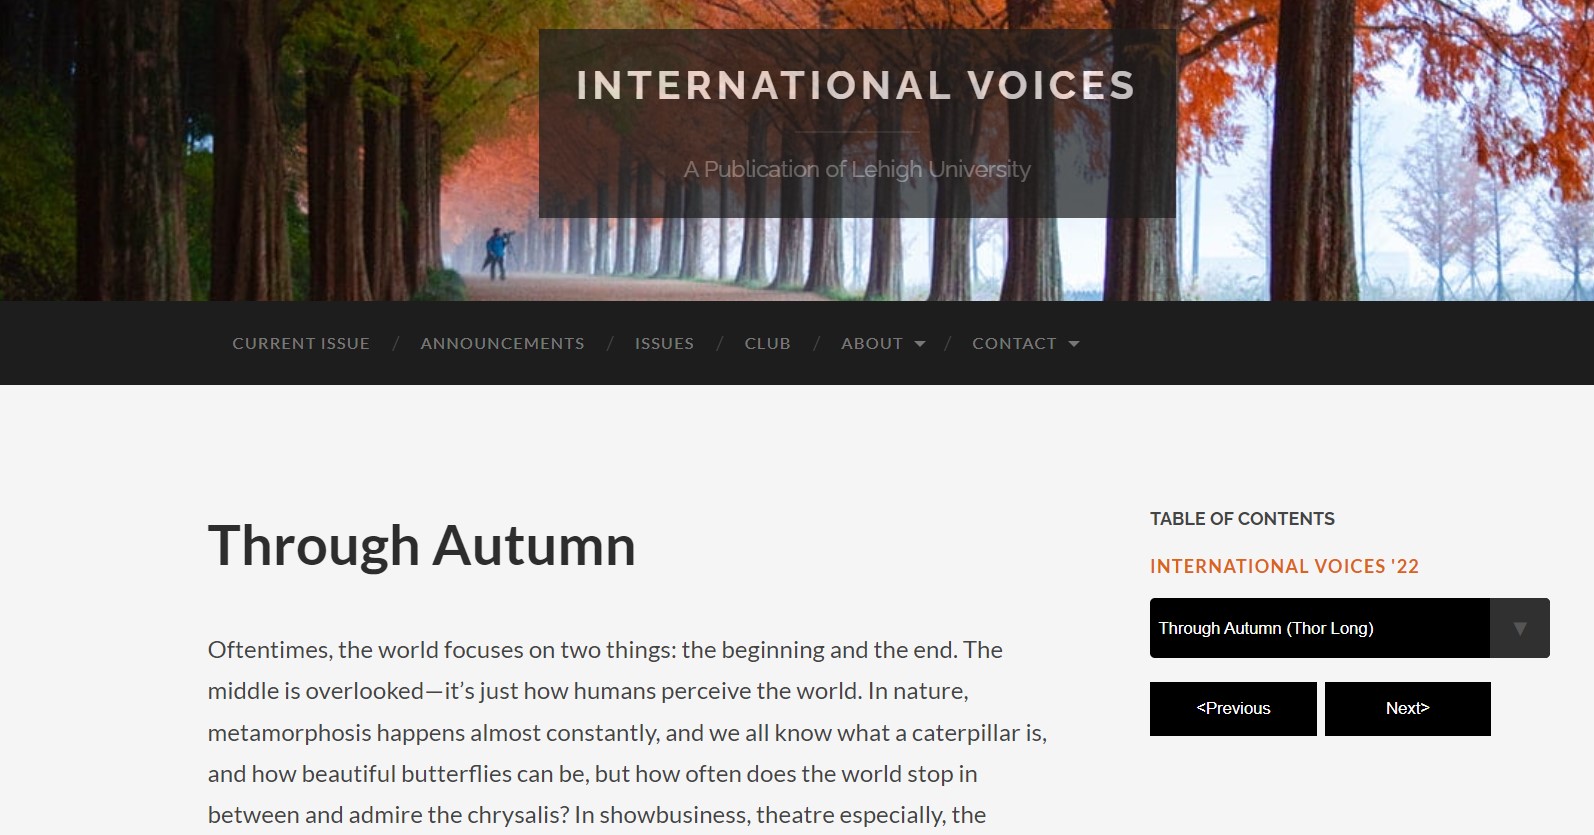 INTERNATIONAL VOICES
A Publication of Lehigh University
CURRENT ISSUE / ANNOUNCEMENTS / ISSUES / CLUB / ABOUT ▼ / CONTACT ▼
Through Autumn
Oftentimes, the world focuses on two things: the beginning and the end. The
middle is overlooked—it’s just how humans perceive the world. In nature,
metamorphosis happens almost constantly, and we all know what a caterpillar is,
and how beautiful butterflies can be, but how often does the world stop in
between and admire the chrysalis? In showbusiness, theatre especially, the
TABLE OF CONTENTS
INTERNATIONAL VOICES '22
Through Autumn (Thor Long) ▼
<Previous
Next>